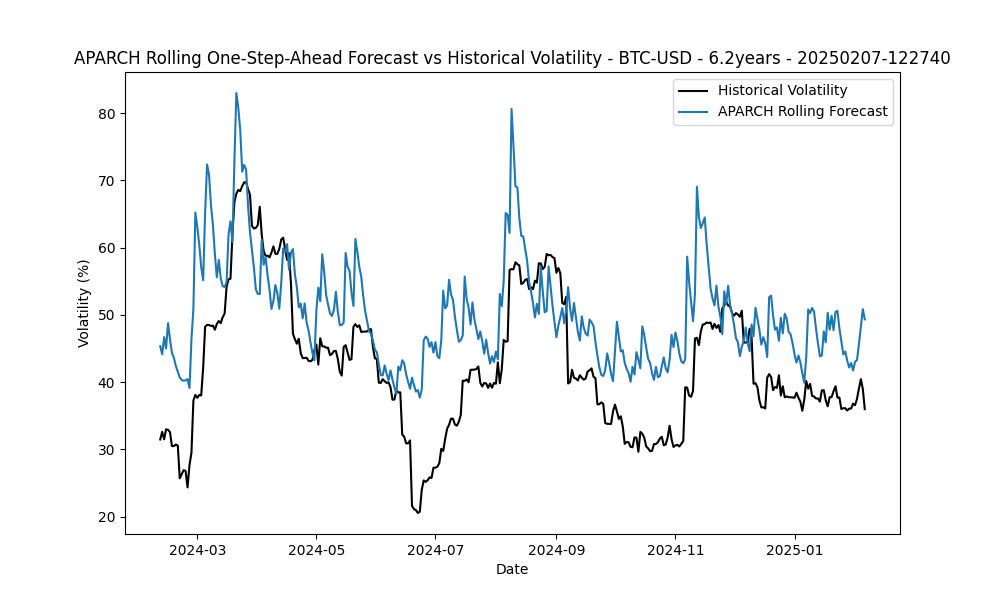 APARCH Rolling One-Step-Ahead Forecast vs Historical Volatility - BTC-USD - 6.2years - 20250207-122740
Historical Volatility
APARCH Rolling Forecast
Volatility (%)
80
70
60
50
40
30
20
2024-03 2024-05 2024-07 2024-09 2024-11 2025-01
Date